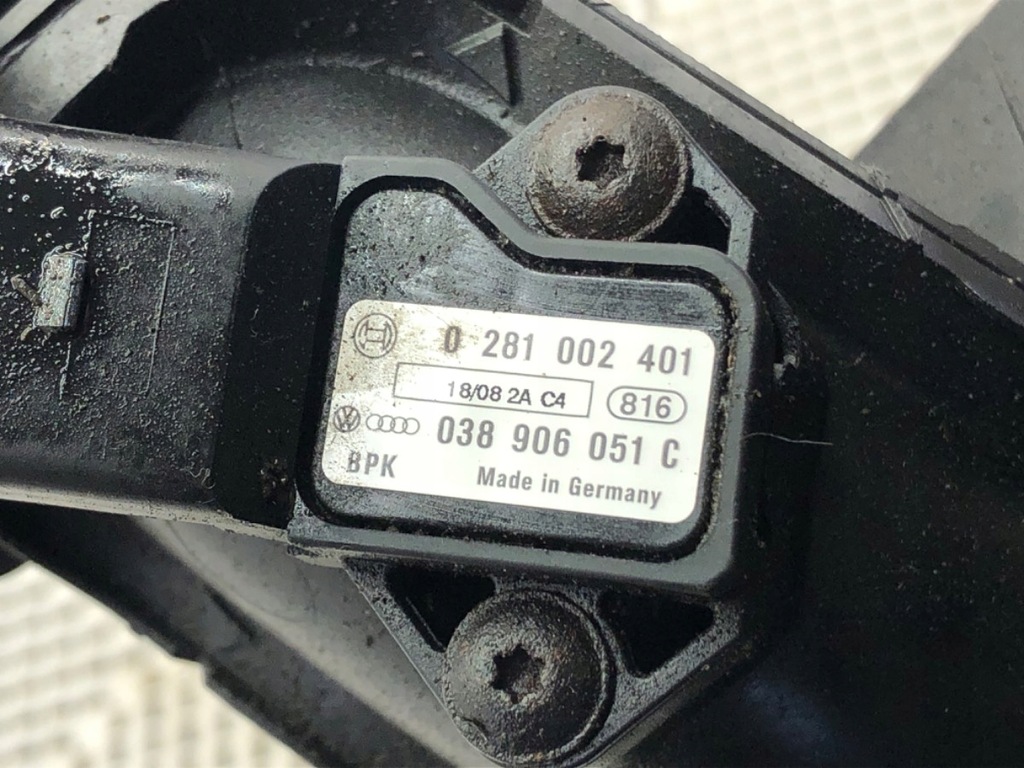 0 281 002 401
18/08 2A C4 816
038 906 051 C
BPK Made in Germany